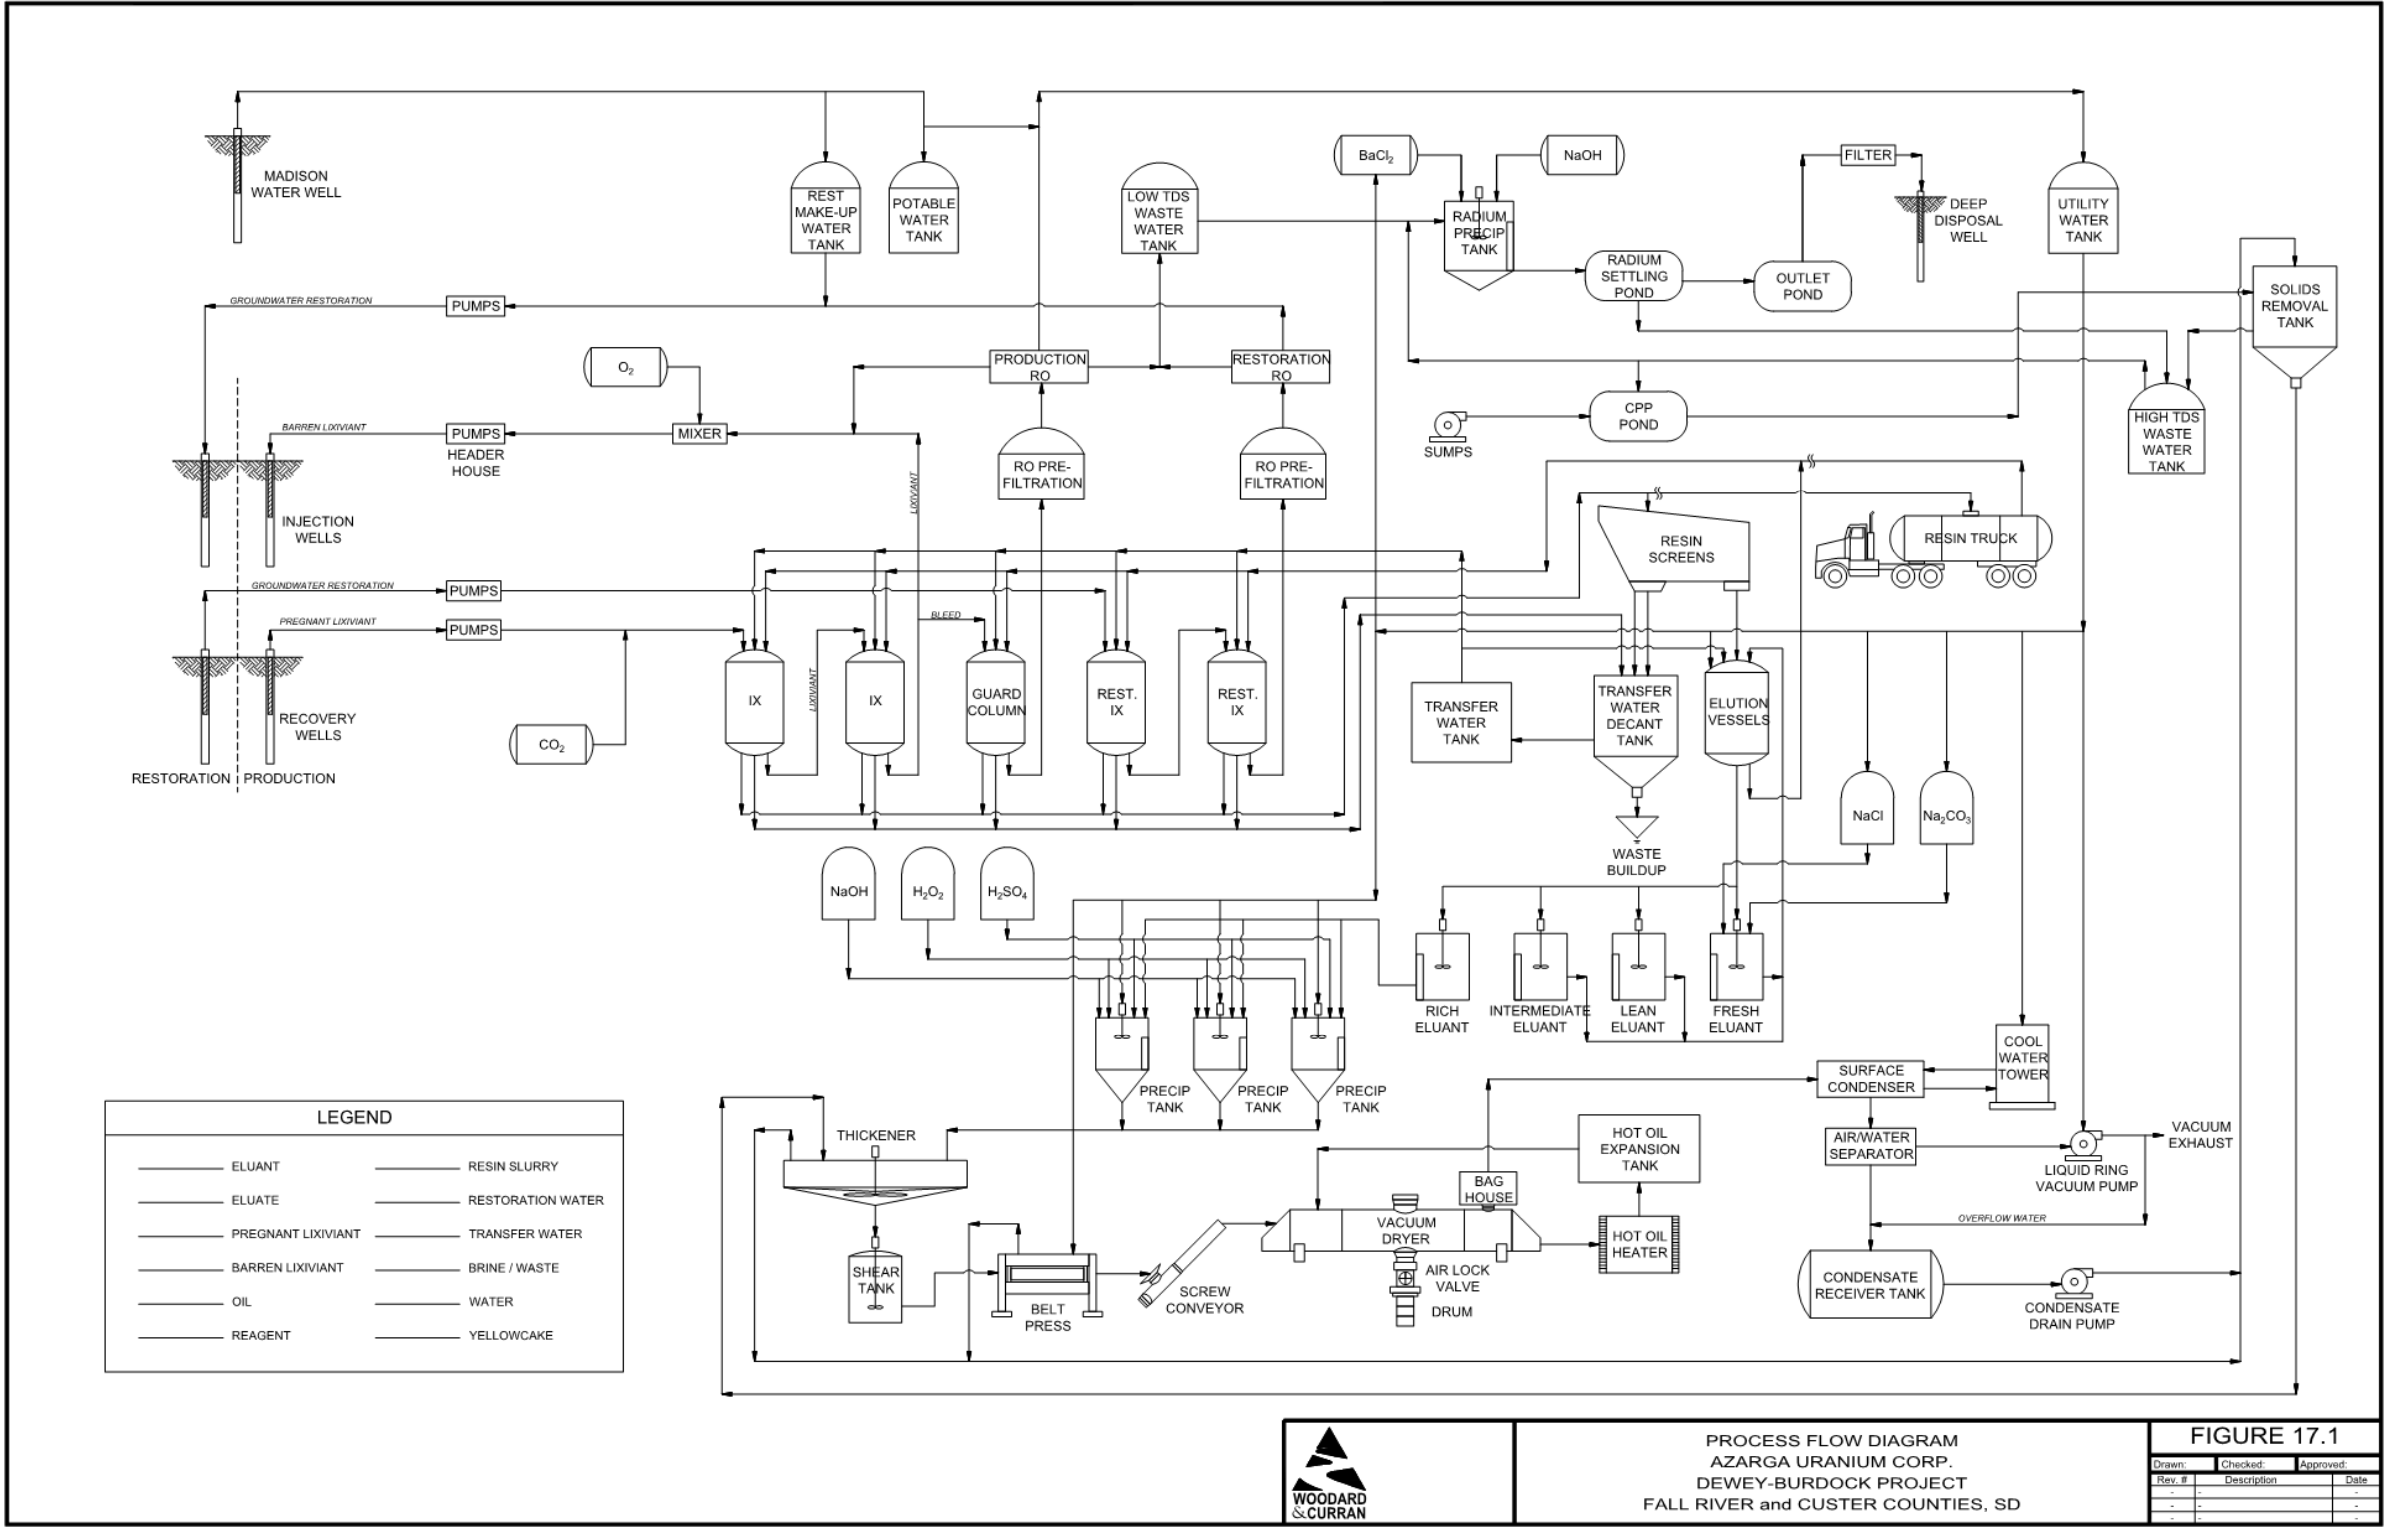 MADISON
WATER WELL
REST
MAKE-UP
WATER
TANK
POTABLE
WATER
TANK
LOW TDS
WASTE
WATER
TANK
BaCl₂
NaOH
RADIUM
PRECIP
TANK
FILTER
DEEP
DISPOSAL
WELL
UTILITY
WATER
TANK
RADIUM
SETTLING
POND
OUTLET
POND
SOLIDS
REMOVAL
TANK
GROUNDWATER RESTORATION
PUMPS
O₂
PRODUCTION
RO
RESTORATION
RO
CPP
POND
SUMPS
HIGH TDS
WASTE
WATER
TANK
BARREN LIXIVIANT
PUMPS
HEADER
HOUSE
MIXER
RO PRE-
FILTRATION
RO PRE-
FILTRATION
LIXIVIANT
INJECTION
WELLS
RESIN
SCREENS
RESIN TRUCK
GROUNDWATER RESTORATION
PUMPS
PREGNANT LIXIVIANT
PUMPS
BLEED
RECOVERY
WELLS
RESTORATION
PRODUCTION
CO₂
IX
LIXIVIANT
IX
GUARD
COLUMN
REST.
IX
REST.
IX
TRANSFER
WATER
TANK
TRANSFER
WATER
DECANT
TANK
ELUTION
VESSELS
WASTE
BUILDUP
NaCl
Na₂CO₃
NaOH
H₂O₂
H₂SO₄
RICH
ELUANT
INTERMEDIATE
ELUANT
LEAN
ELUANT
FRESH
ELUANT
COOL
WATER
TOWER
PRECIP
TANK
PRECIP
TANK
PRECIP
TANK
SURFACE
CONDENSER
AIR/WATER
SEPARATOR
VACUUM
EXHAUST
LIQUID RING
VACUUM PUMP
OVERFLOW WATER
THICKENER
HOT OIL
EXPANSION
TANK
BAG
HOUSE
VACUUM
DRYER
HOT OIL
HEATER
SHEAR
TANK
BELT
PRESS
SCREW
CONVEYOR
AIR LOCK
VALVE
DRUM
CONDENSATE
RECEIVER TANK
CONDENSATE
DRAIN PUMP
LEGEND
ELUANT
RESIN SLURRY
ELUATE
RESTORATION WATER
PREGNANT LIXIVIANT
TRANSFER WATER
BARREN LIXIVIANT
BRINE / WASTE
OIL
WATER
REAGENT
YELLOWCAKE
WOODARD
&CURRAN
PROCESS FLOW DIAGRAM
AZARGA URANIUM CORP.
DEWEY-BURDOCK PROJECT
FALL RIVER and CUSTER COUNTIES, SD
FIGURE 17.1
Drawn: Checked: Approved:
Rev. # Description Date
- - -
- - -
- - -